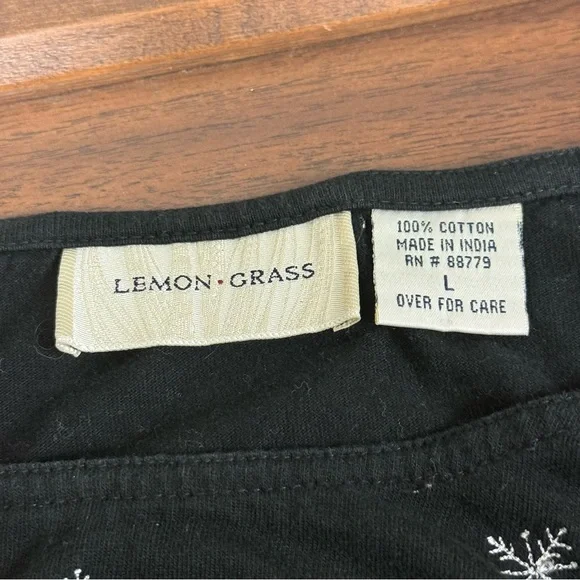 LEMON·GRASS
100% COTTON
MADE IN INDIA
RN # 88779
L
OVER FOR CARE